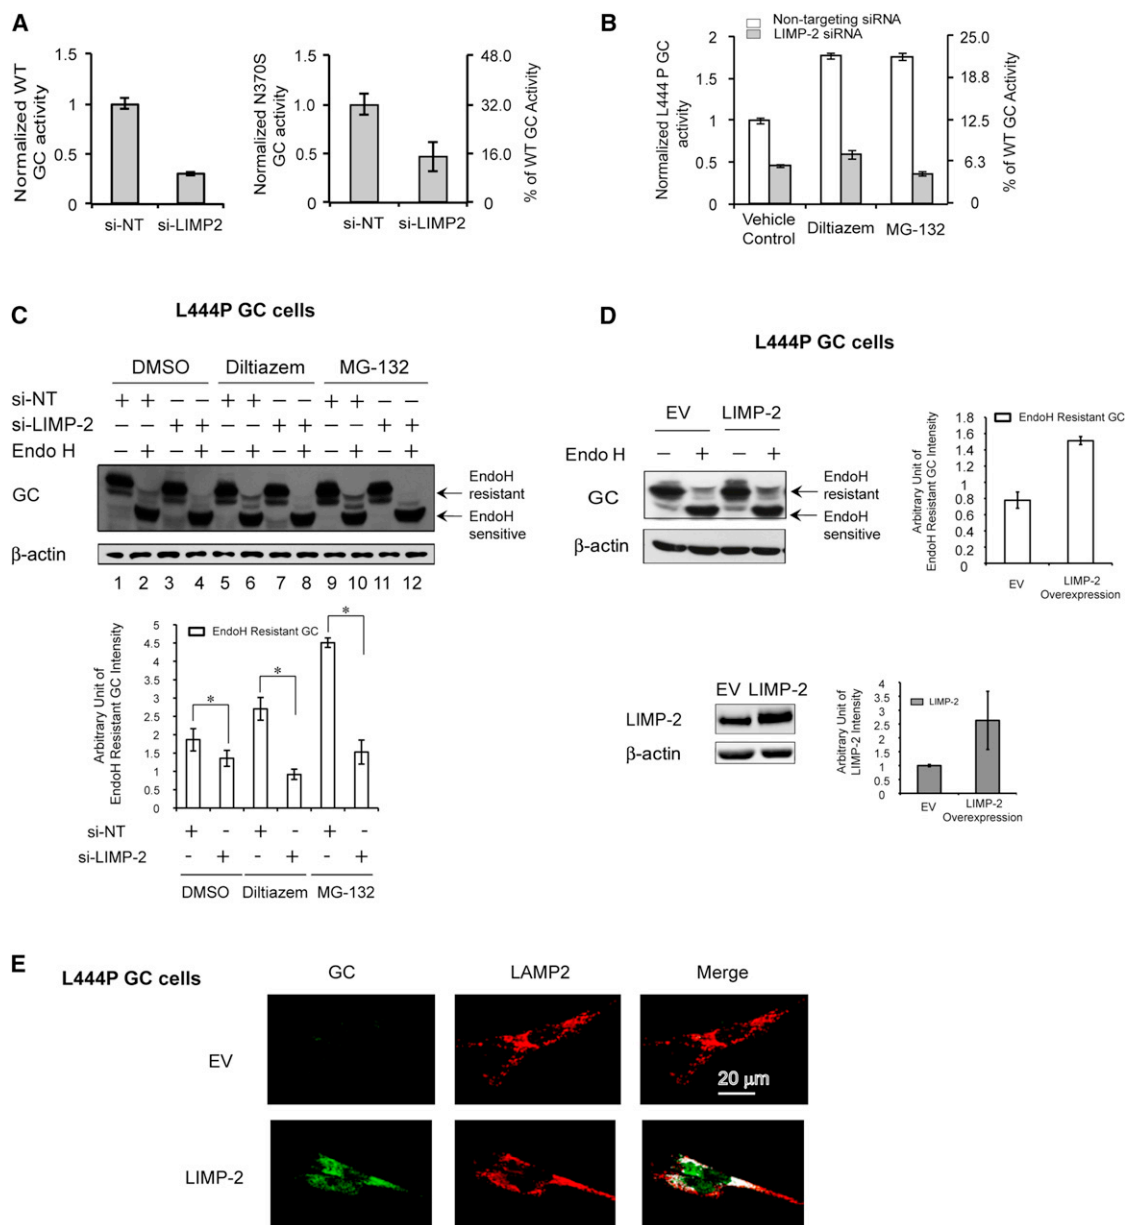 A
Normalized WT
GC activity
1.5
1
0.5
0
si-NT si-LIMP2
Normalized N370S
GC activity
1.5
1
0.5
0
si-NT si-LIMP2
48.0
32.0
16.0
0
% of WT GC Activity
B
Non-targeting siRNA
LIMP-2 siRNA
Normalized L444 P GC
activity
2
1.5
1
0.5
0
Vehicle
Control
Diltiazem
MG-132
25.0
18.8
12.5
6.3
0
% of WT GC Activity
C
L444P GC cells
DMSO Diltiazem MG-132
si-NT + + – – + + – – + + – –
si-LIMP-2 – – + + – – + + – – + +
Endo H – + – + – + – + – + – +
GC
EndoH
resistant
EndoH
sensitive
β-actin
1 2 3 4 5 6 7 8 9 10 11 12
Arbitrary Unit of
EndoH Resistant GC Intensity
5
4.5
4
3.5
3
2.5
2
1.5
1
0.5
0
EndoH Resistant GC
* * *
si-NT + - + - + -
si-LIMP-2 - + - + - +
DMSO Diltiazem MG-132
D
L444P GC cells
EV LIMP-2
Endo H – + – +
GC
EndoH
resistant
EndoH
sensitive
β-actin
Arbitrary Unit of
EndoH Resistant GC Intensity
1.8
1.6
1.4
1.2
1
0.8
0.6
0.4
0.2
0
EndoH Resistant GC
EV
LIMP-2
Overexpression
EV LIMP-2
LIMP-2
β-actin
Arbitrary Unit of
LIMP-2 Intensity
4
3.5
3
2.5
2
1.5
1
0.5
0
LIMP-2
EV
LIMP-2
Overexpression
E
L444P GC cells
GC LAMP2 Merge
EV
20 μm
LIMP-2